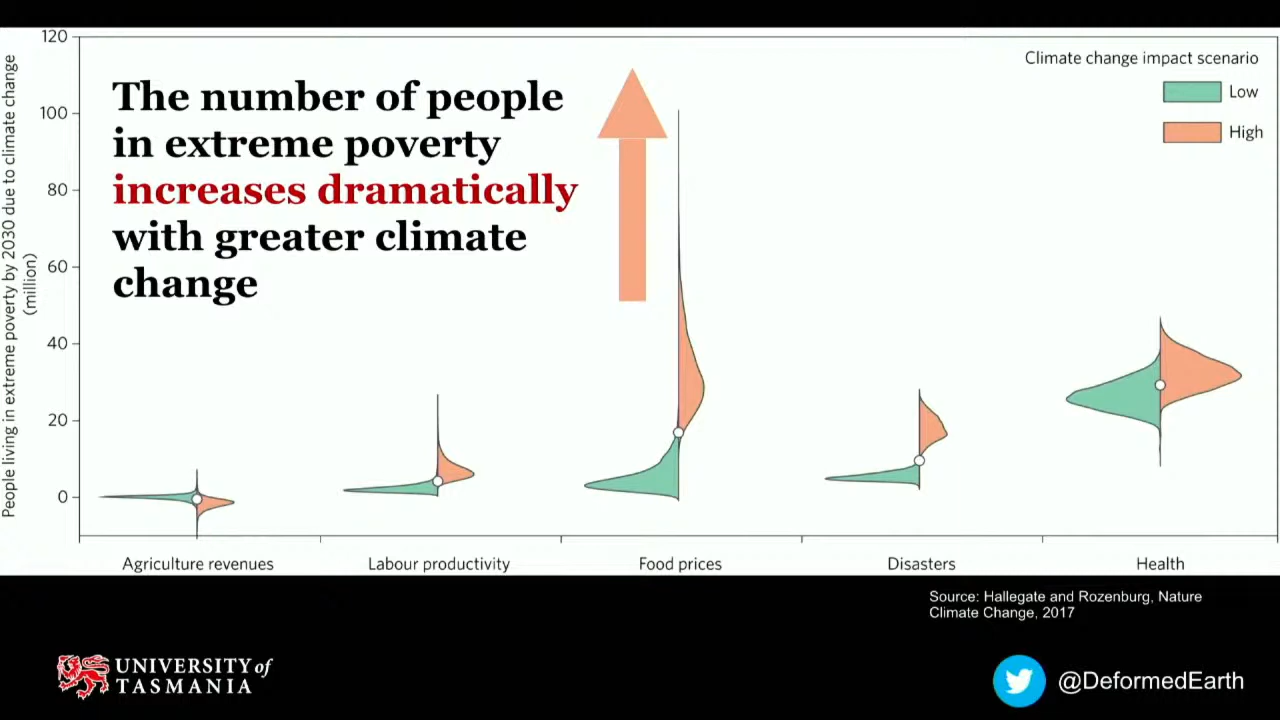 120
100
80
60
40
20
0
People living in extreme poverty by 2030 due to climate change
(million)
The number of people
in extreme poverty
increases dramatically
with greater climate
change
Climate change impact scenario
Low
High
Agriculture revenues
Labour productivity
Food prices
Disasters
Health
Source: Hallegate and Rozenburg, Nature
Climate Change, 2017
UNIVERSITY of
TASMANIA
@DeformedEarth